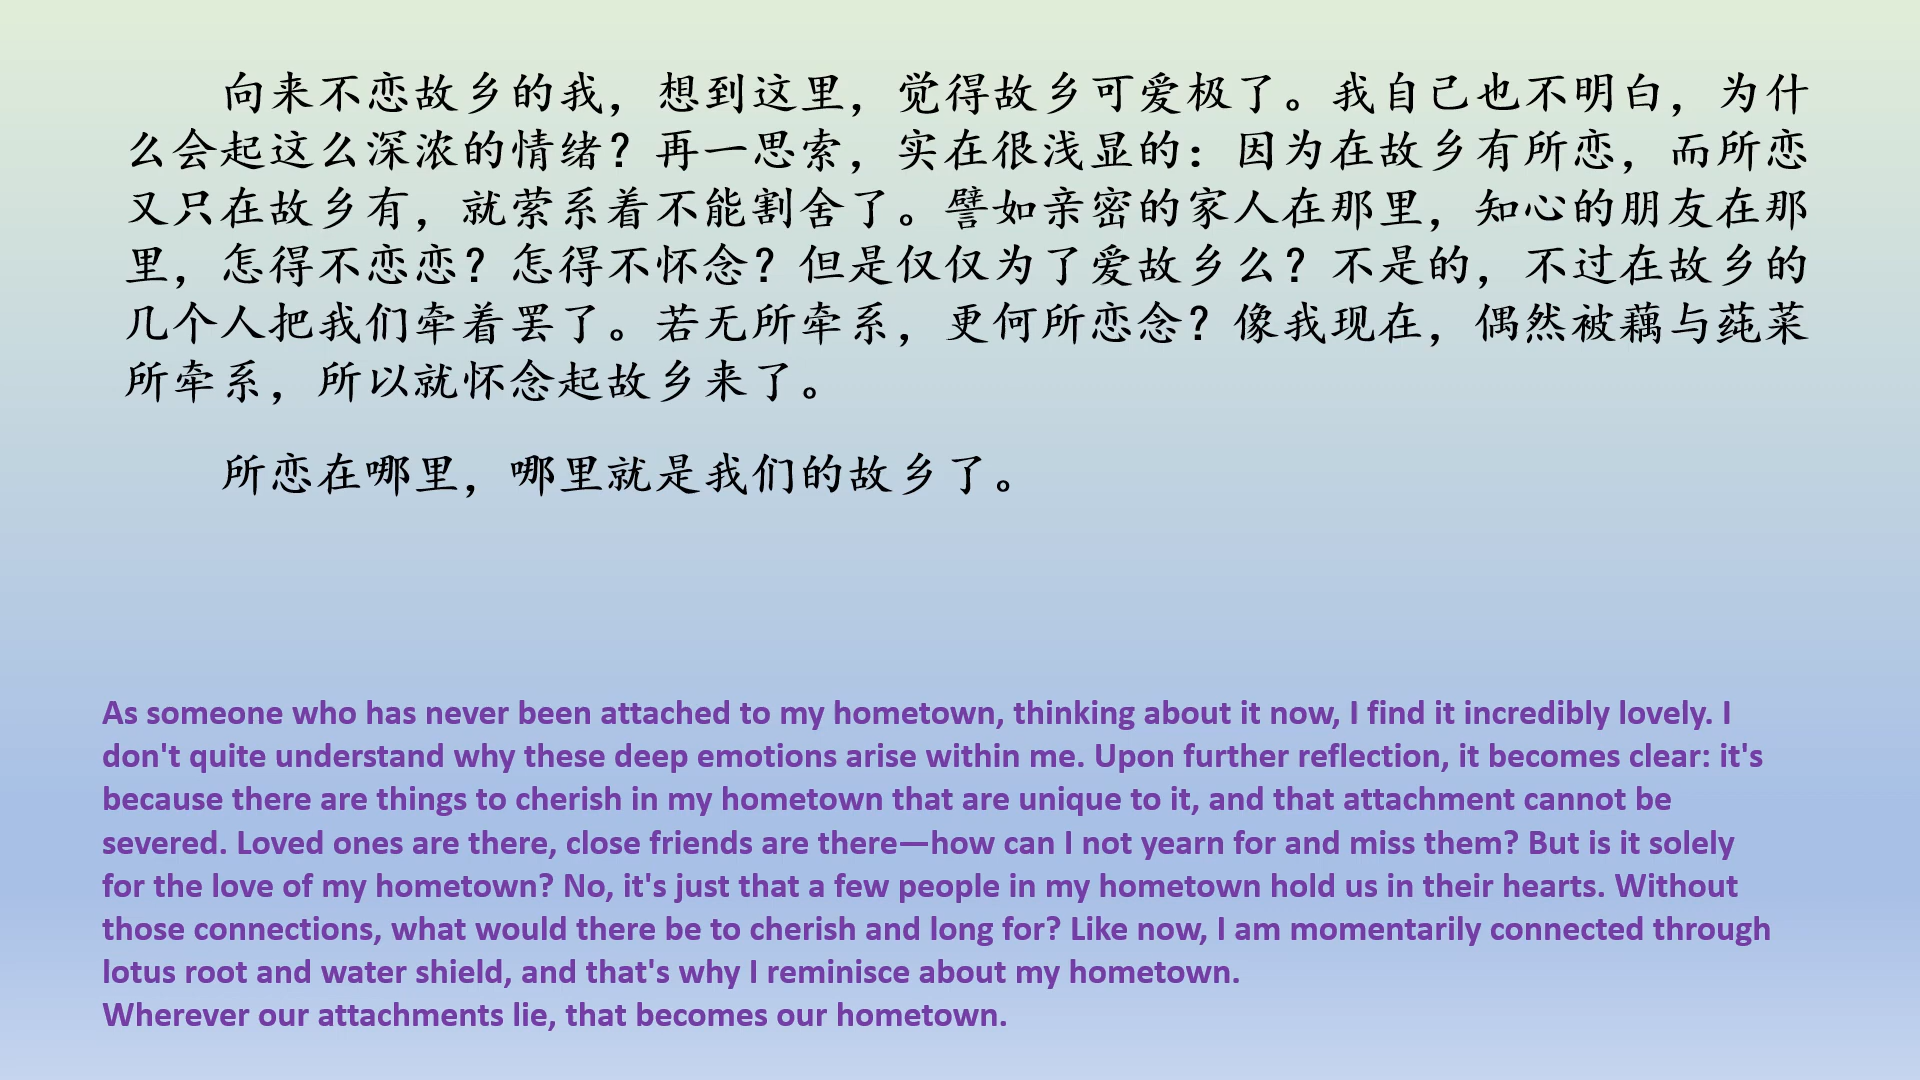 向来不恋故乡的我，想到这里，觉得故乡可爱极了。我自己也不明白，为什
么会起这么深浓的情绪？再一思索，实在很浅显的：因为在故乡有所恋，而所恋
又只在故乡有，就萦系着不能割舍了。譬如亲密的家人在那里，知心的朋友在那
里，怎得不恋恋？怎得不怀念？但是仅仅为了爱故乡么？不是的，不过在故乡的
几个人把我们牵着罢了。若无所牵系，更何所恋念？像我现在，偶然被藕与莼菜
所牵系，所以就怀念起故乡来了。
所恋在哪里，哪里就是我们的故乡了。
As someone who has never been attached to my hometown, thinking about it now, I find it incredibly lovely. I
don't quite understand why these deep emotions arise within me. Upon further reflection, it becomes clear: it's
because there are things to cherish in my hometown that are unique to it, and that attachment cannot be
severed. Loved ones are there, close friends are there—how can I not yearn for and miss them? But is it solely
for the love of my hometown? No, it's just that a few people in my hometown hold us in their hearts. Without
those connections, what would there be to cherish and long for? Like now, I am momentarily connected through
lotus root and water shield, and that's why I reminisce about my hometown.
Wherever our attachments lie, that becomes our hometown.